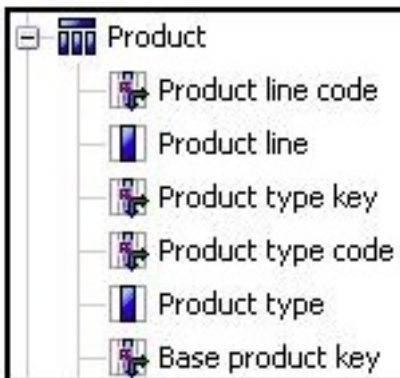 Product
Product line code
Product line
Product type key
Product type code
Product type
Base product key